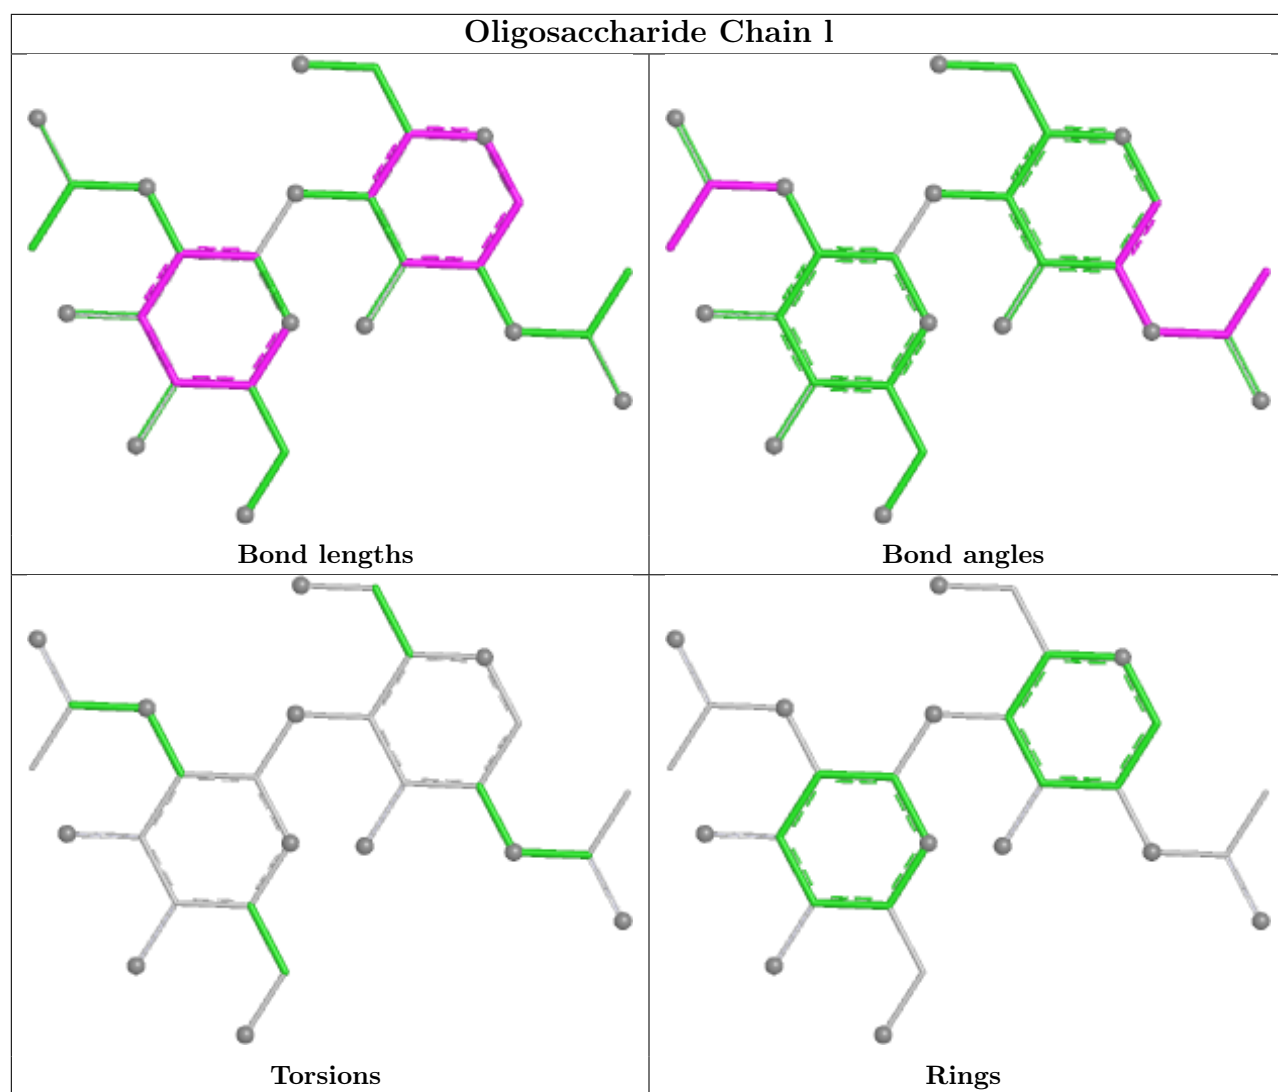 Oligosaccharide Chain l
Bond lengths
Bond angles
Torsions
Rings